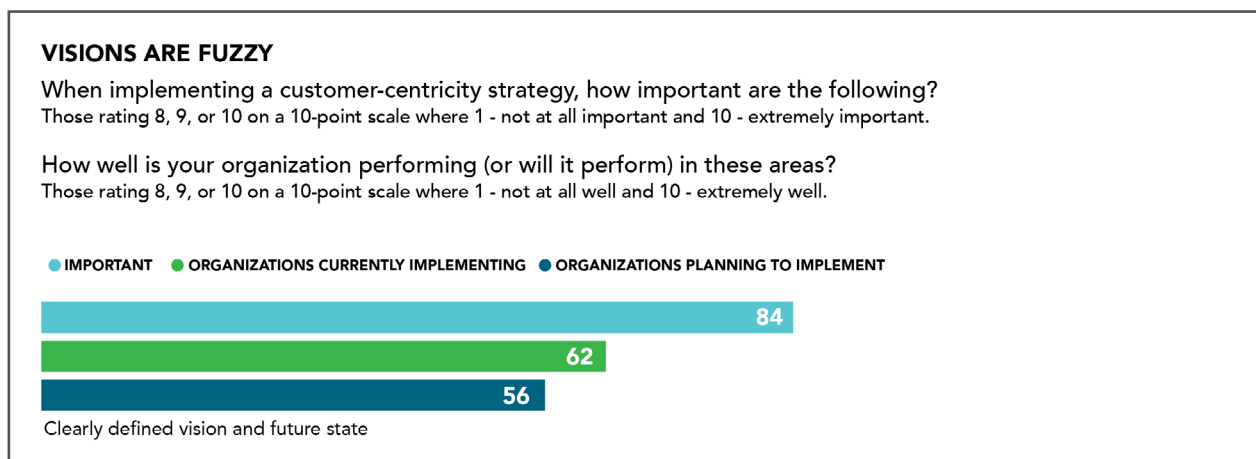 VISIONS ARE FUZZY
When implementing a customer-centricity strategy, how important are the following?
Those rating 8, 9, or 10 on a 10-point scale where 1 - not at all important and 10 - extremely important.
How well is your organization performing (or will it perform) in these areas?
Those rating 8, 9, or 10 on a 10-point scale where 1 - not at all well and 10 - extremely well.
IMPORTANT ORGANIZATIONS CURRENTLY IMPLEMENTING ORGANIZATIONS PLANNING TO IMPLEMENT
84
62
56
Clearly defined vision and future state